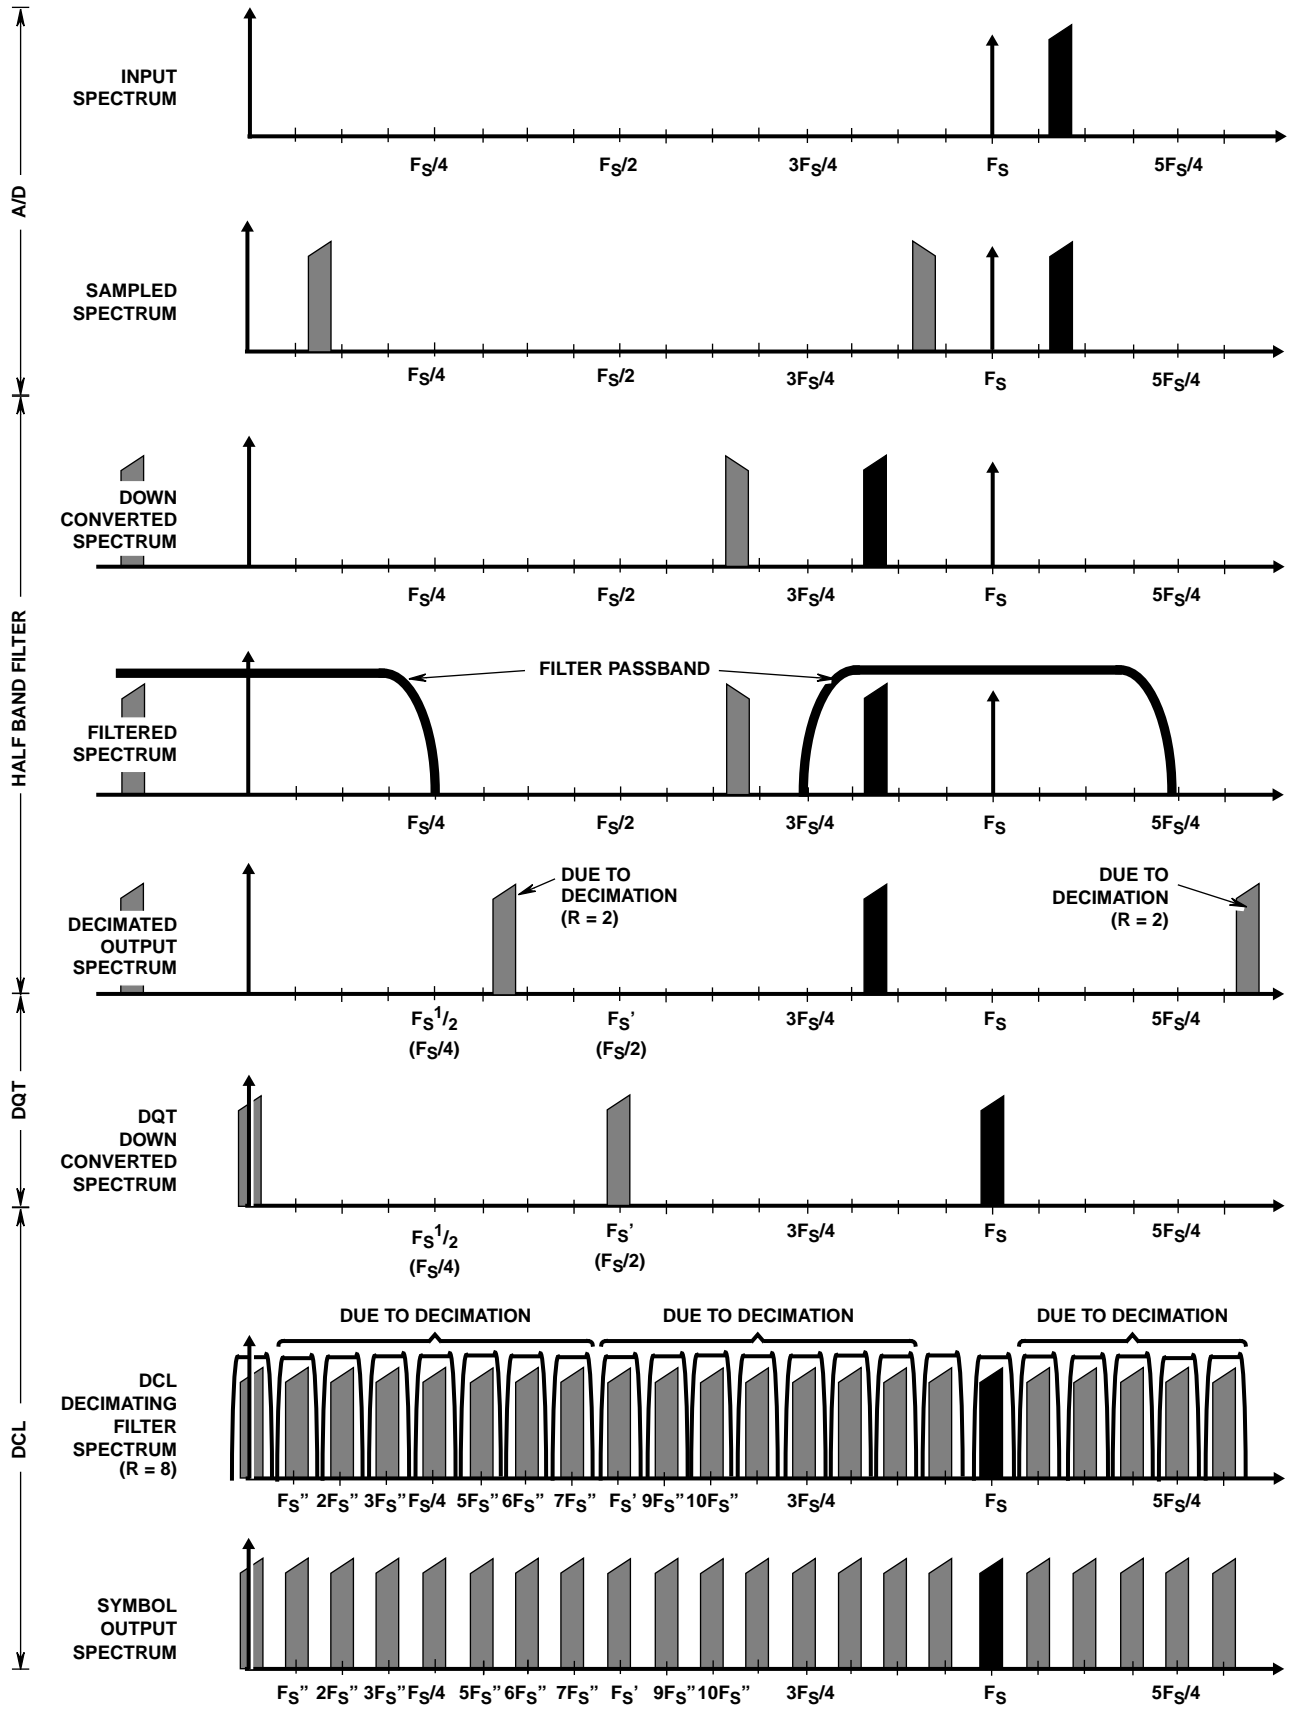 A/D
INPUT
SPECTRUM
FS/4 FS/2 3FS/4 FS 5FS/4
SAMPLED
SPECTRUM
FS/4 FS/2 3FS/4 FS 5FS/4
HALF BAND FILTER
DOWN
CONVERTED
SPECTRUM
FS/4 FS/2 3FS/4 FS 5FS/4
FILTER PASSBAND
FILTERED
SPECTRUM
FS/4 FS/2 3FS/4 FS 5FS/4
DUE TO
DECIMATION
(R = 2)
DUE TO
DECIMATION
(R = 2)
DECIMATED
OUTPUT
SPECTRUM
FS1/2 FS’ 3FS/4 FS 5FS/4
(FS/4) (FS/2)
DQT
DQT
DOWN
CONVERTED
SPECTRUM
FS1/2 FS’ 3FS/4 FS 5FS/4
(FS/4) (FS/2)
DCL
DUE TO DECIMATION DUE TO DECIMATION DUE TO DECIMATION
DCL
DECIMATING
FILTER
SPECTRUM
(R = 8)
FS” 2FS” 3FS” FS/4 5FS” 6FS” 7FS” FS’ 9FS” 10FS” 3FS/4 FS 5FS/4
SYMBOL
OUTPUT
SPECTRUM
FS” 2FS” 3FS” FS/4 5FS” 6FS” 7FS” FS’ 9FS” 10FS” 3FS/4 FS 5FS/4